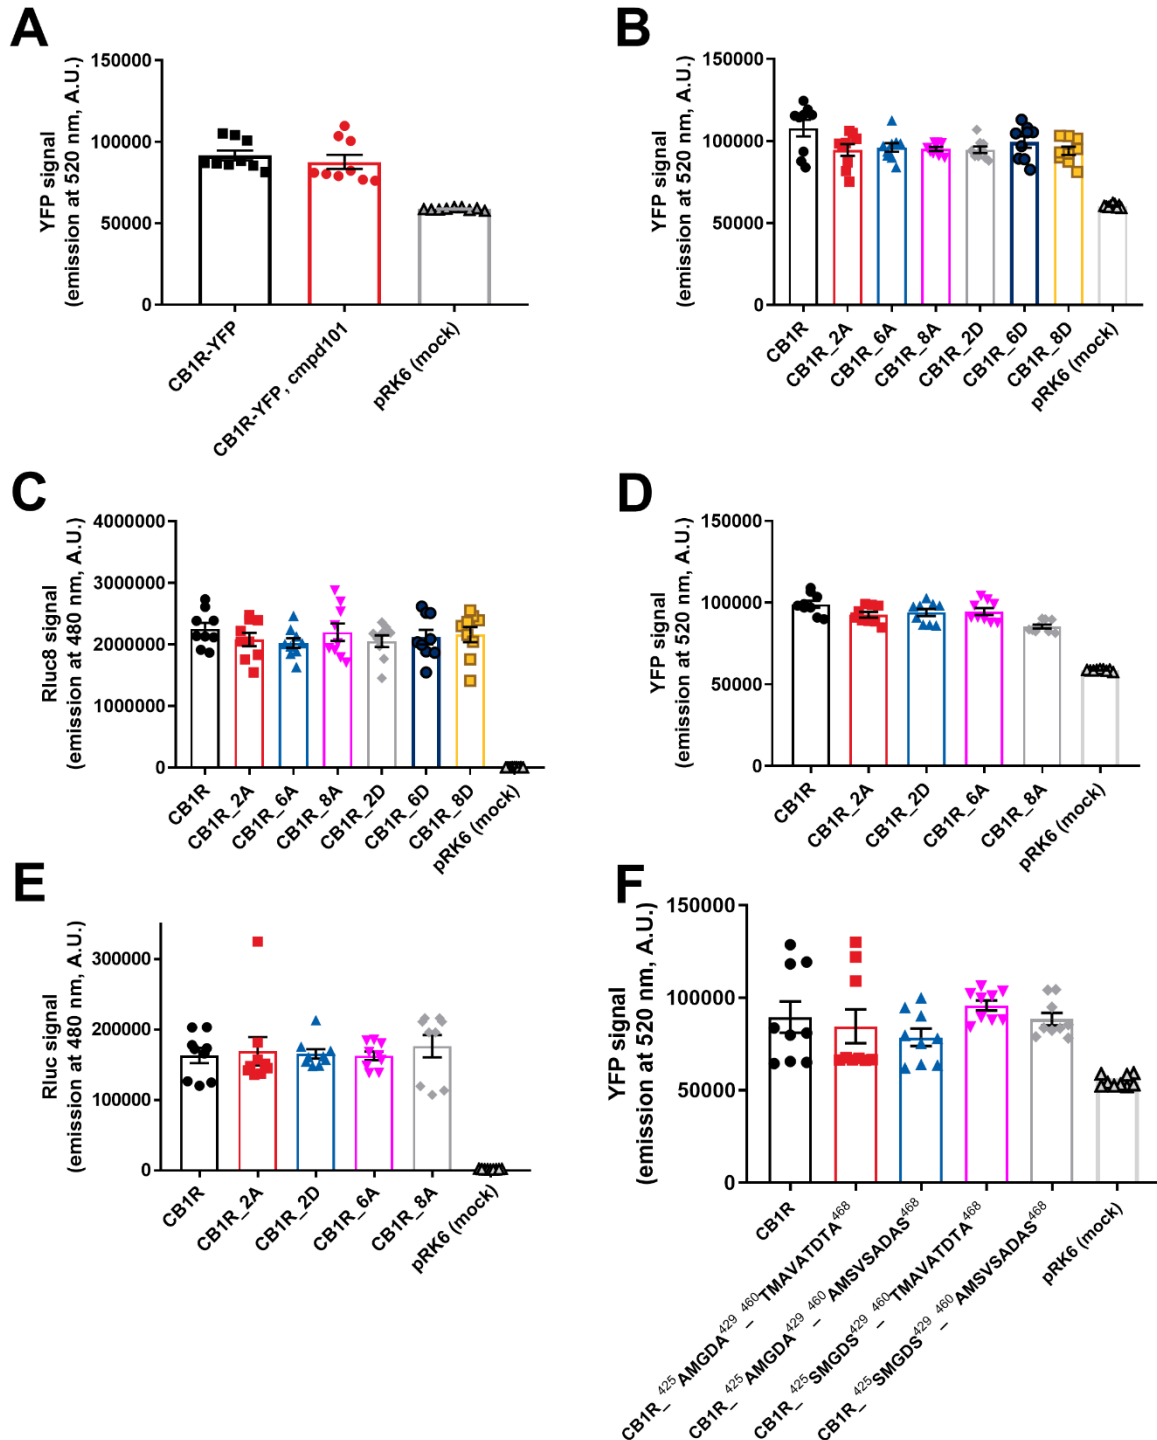 A
YFP signal
(emission at 520 nm, A.U.)
150000
100000
50000
0
CB1R-YFP
CB1R-YFP, cmpd101
pRK6 (mock)
B
YFP signal
(emission at 520 nm, A.U.)
150000
100000
50000
0
CB1R
CB1R_2A
CB1R_6A
CB1R_8A
CB1R_2D
CB1R_6D
CB1R_8D
pRK6 (mock)
C
Rluc8 signal
(emission at 480 nm, A.U.)
4000000
3000000
2000000
1000000
0
CB1R
CB1R_2A
CB1R_6A
CB1R_8A
CB1R_2D
CB1R_6D
CB1R_8D
pRK6 (mock)
D
YFP signal
(emission at 520 nm, A.U.)
150000
100000
50000
0
CB1R
CB1R_2A
CB1R_2D
CB1R_6A
CB1R_8A
pRK6 (mock)
E
Rluc signal
(emission at 480 nm, A.U.)
300000
200000
100000
0
CB1R
CB1R_2A
CB1R_2D
CB1R_6A
CB1R_8A
pRK6 (mock)
F
YFP signal
(emission at 520 nm, A.U.)
150000
100000
50000
0
CB1R
CB1R_⁴²⁵AMGDA⁴²⁹_⁴⁶⁰TMAVATDTA⁴⁶⁸
CB1R_⁴²⁵AMGDA⁴²⁹_⁴⁶⁰AMSVSADAS⁴⁶⁸
CB1R_⁴²⁵SMGDS⁴²⁹_⁴⁶⁰TMAVATDTA⁴⁶⁸
CB1R_⁴²⁵SMGDS⁴²⁹_⁴⁶⁰AMSVSADAS⁴⁶⁸
pRK6 (mock)